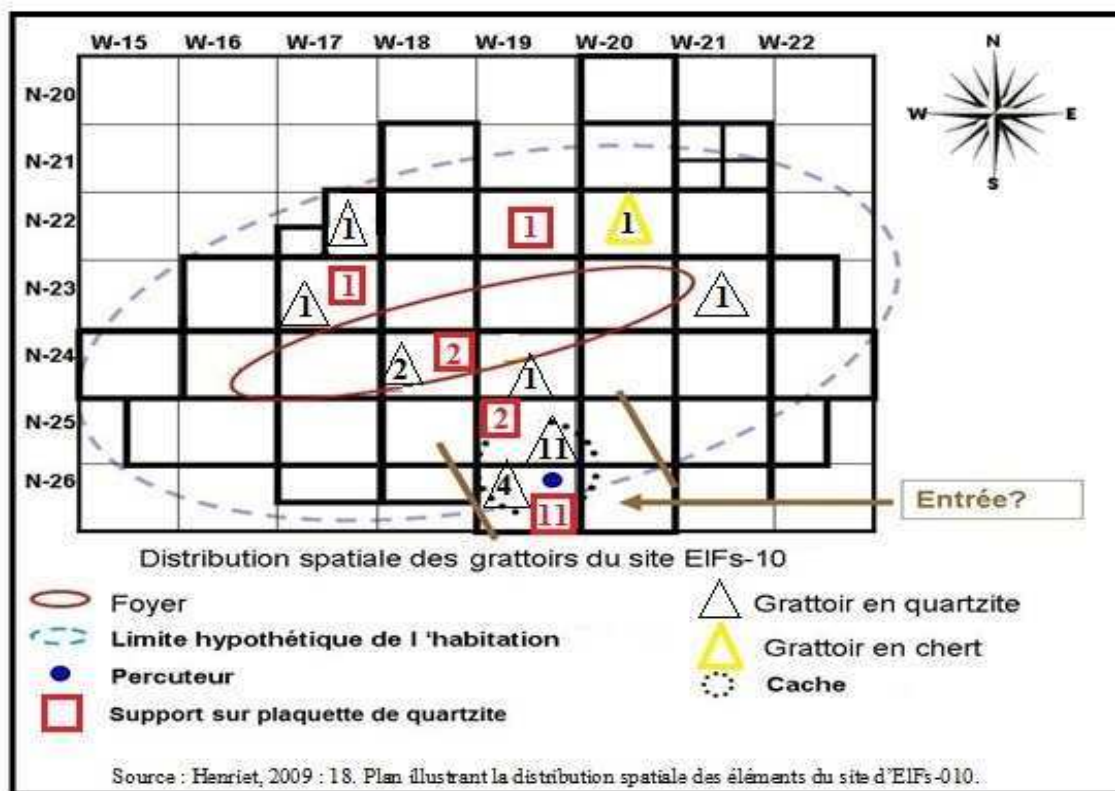 W-15 W-16 W-17 W-18 W-19 W-20 W-21 W-22
N
N-20
W E
N-21
S
N-22 1 1 1
N-23 1 1 1
N-24 2 2 1
N-25 2 11
N-26 4 11
Entrée?
Distribution spatiale des grattoirs du site EIFs-10
Foyer
Limite hypothétique de l 'habitation
Percuteur
Support sur plaquette de quartzite
Grattoir en quartzite
Grattoir en chert
Cache
Source : Henriet, 2009 : 18. Plan illustrant la distribution spatiale des éléments du site d'EIFs-010.